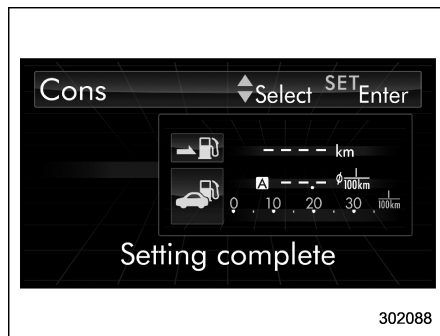 Cons Select SET Enter
---- km
A --.- ø l/100km
0 10 20 30 l/100km
Setting complete
302088